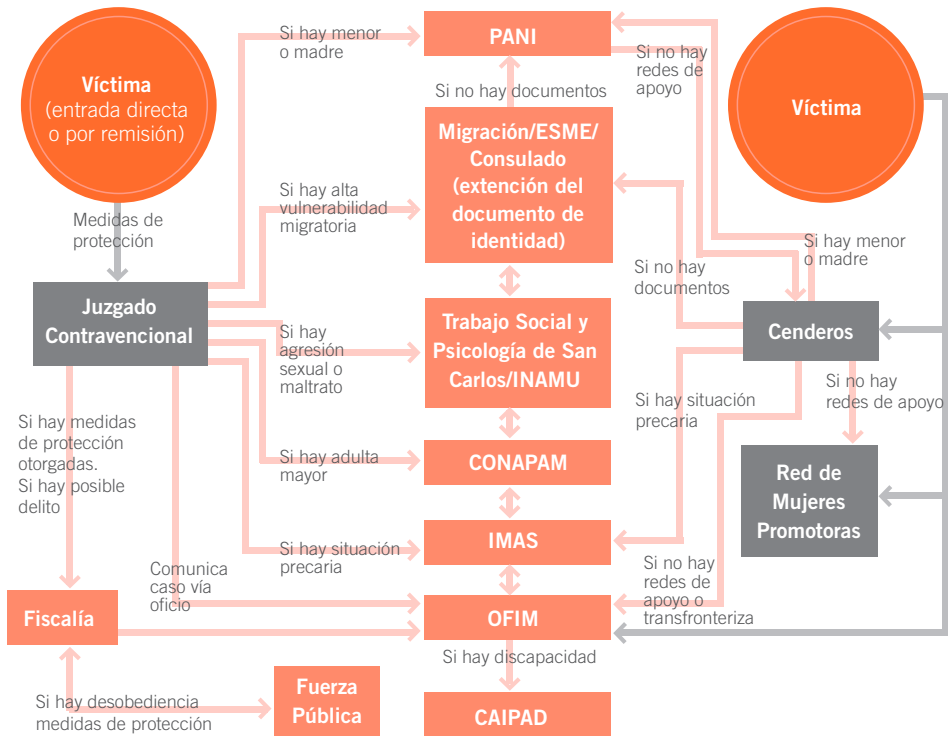 Víctima
(entrada directa
o por remisión)
Si hay menor
o madre
PANI
Si no hay
redes de
apoyo
Víctima
Si no hay documentos
Migración/ESME/
Consulado
(extención del
documento de
identidad)
Medidas de
protección
Si hay alta
vulnerabilidad
migratoria
Si hay menor
o madre
Si no hay
documentos
Juzgado
Contravencional
Si hay
agresión
sexual o
maltrato
Trabajo Social y
Psicología de San
Carlos/INAMU
Cenderos
Si hay situación
precaria
Si no hay
redes de apoyo
Si hay medidas
de protección
otorgadas.
Si hay posible
delito
Si hay adulta
mayor
CONAPAM
Red de
Mujeres
Promotoras
Si hay situación
precaria
IMAS
Comunica
caso vía
oficio
Si no hay
redes de
apoyo o
transfronteriza
Fiscalía
OFIM
Si hay discapacidad
Si hay desobediencia
medidas de protección
Fuerza
Pública
CAIPAD